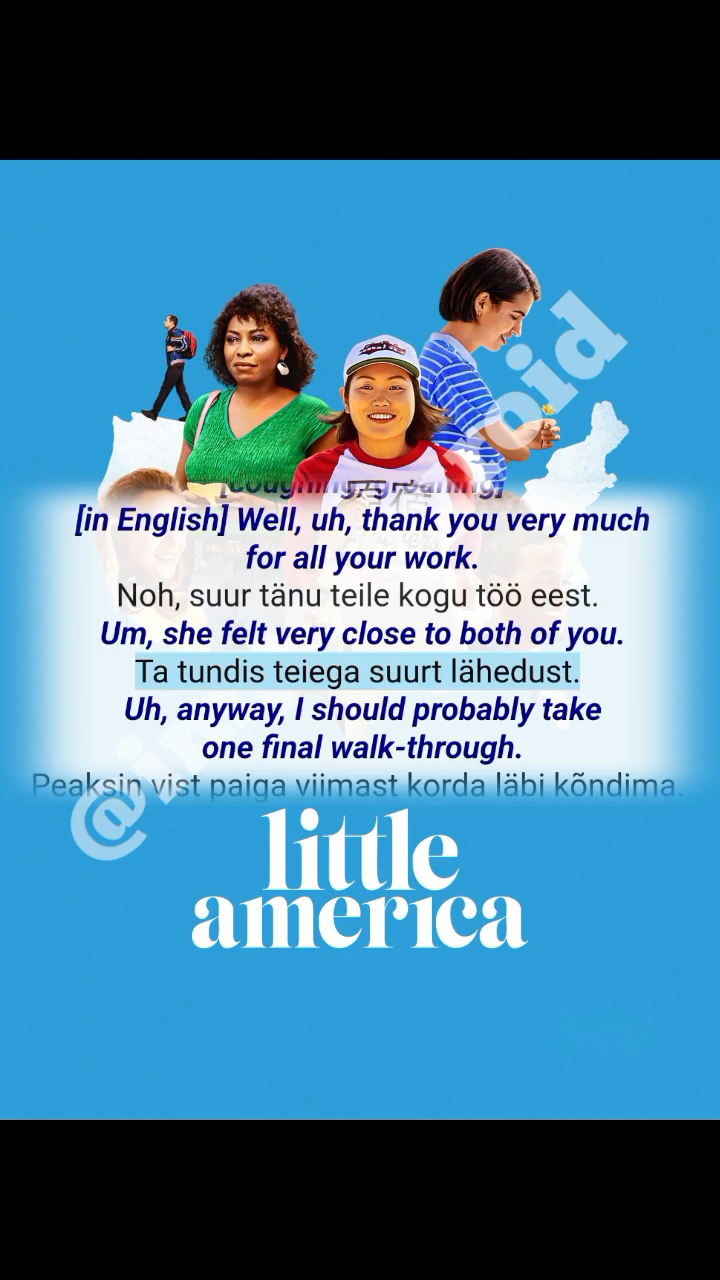 [coughing, groaning]
[in English] Well, uh, thank you very much
for all your work.
Noh, suur tänu teile kogu töö eest.
Um, she felt very close to both of you.
Ta tundis teiega suurt lähedust.
Uh, anyway, I should probably take
one final walk-through.
Peaksin vist paiga viimast korda läbi kõndima.
little
america